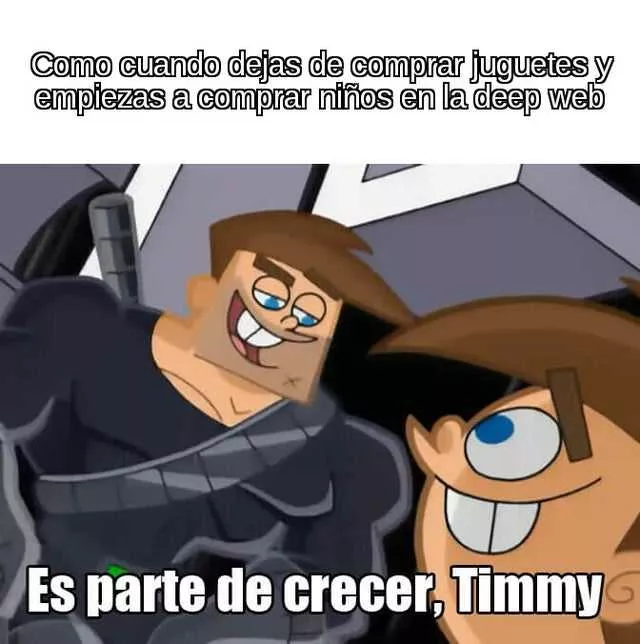 Como cuando dejas de comprar juguetes y
empiezas a comprar niños en la deep web
Es parte de crecer, Timmy